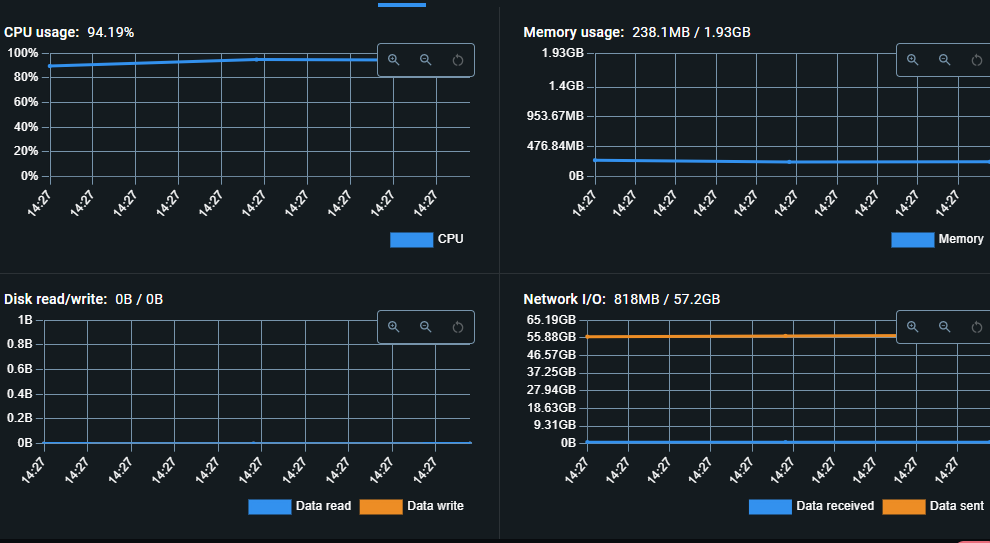 CPU usage: 94.19%
100%
80%
60%
40%
20%
0%
14:27 14:27 14:27 14:27 14:27 14:27 14:27 14:27 14:27 14:27
CPU
Memory usage: 238.1MB / 1.93GB
1.93GB
1.4GB
953.67MB
476.84MB
0B
14:27 14:27 14:27 14:27 14:27 14:27 14:27 14:27 14:27 14:27
Memory
Disk read/write: 0B / 0B
1B
0.8B
0.6B
0.4B
0.2B
0B
14:27 14:27 14:27 14:27 14:27 14:27 14:27 14:27 14:27 14:27
Data read Data write
Network I/O: 818MB / 57.2GB
65.19GB
55.88GB
46.57GB
37.25GB
27.94GB
18.63GB
9.31GB
0B
14:27 14:27 14:27 14:27 14:27 14:27 14:27 14:27 14:27 14:27
Data received Data sent